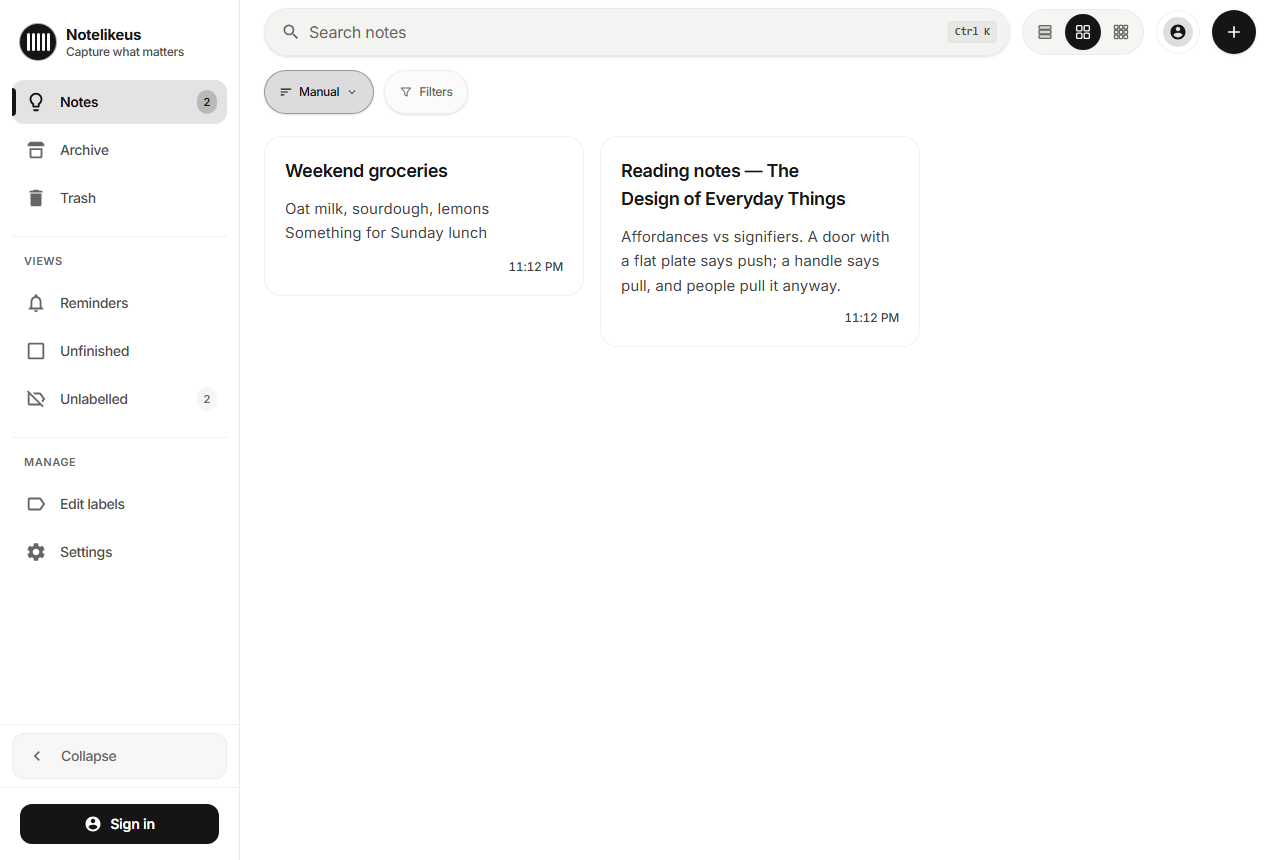 Notelikeus
Capture what matters
Notes 2
Archive
Trash
VIEWS
Reminders
Unfinished
Unlabelled 2
MANAGE
Edit labels
Settings
Collapse
Sign in
Search notes Ctrl K
Manual Filters
Weekend groceries
Oat milk, sourdough, lemons
Something for Sunday lunch
11:12 PM
Reading notes — The
Design of Everyday Things
Affordances vs signifiers. A door with
a flat plate says push; a handle says
pull, and people pull it anyway.
11:12 PM